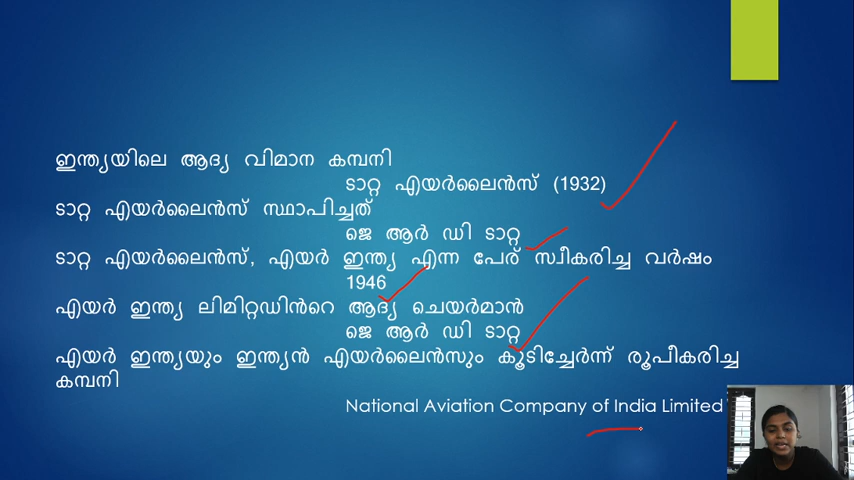 ഇന്ത്യയിലെ ആദ്യ വിമാന കമ്പനി
ടാറ്റ എയർലൈൻസ് (1932)
ടാറ്റ എയർലൈൻസ് സ്ഥാപിച്ചത്
ജെ ആർ ഡി ടാറ്റ
ടാറ്റ എയർലൈൻസ്, എയർ ഇന്ത്യ എന്ന പേര് സ്വീകരിച്ച വർഷം
1946
എയർ ഇന്ത്യ ലിമിറ്റഡിൻറെ ആദ്യ ചെയർമാൻ
ജെ ആർ ഡി ടാറ്റ
എയർ ഇന്ത്യയും ഇന്ത്യൻ എയർലൈൻസും കൂടിച്ചേർന്ന് രൂപീകരിച്ച
കമ്പനി
National Aviation Company of India Limited